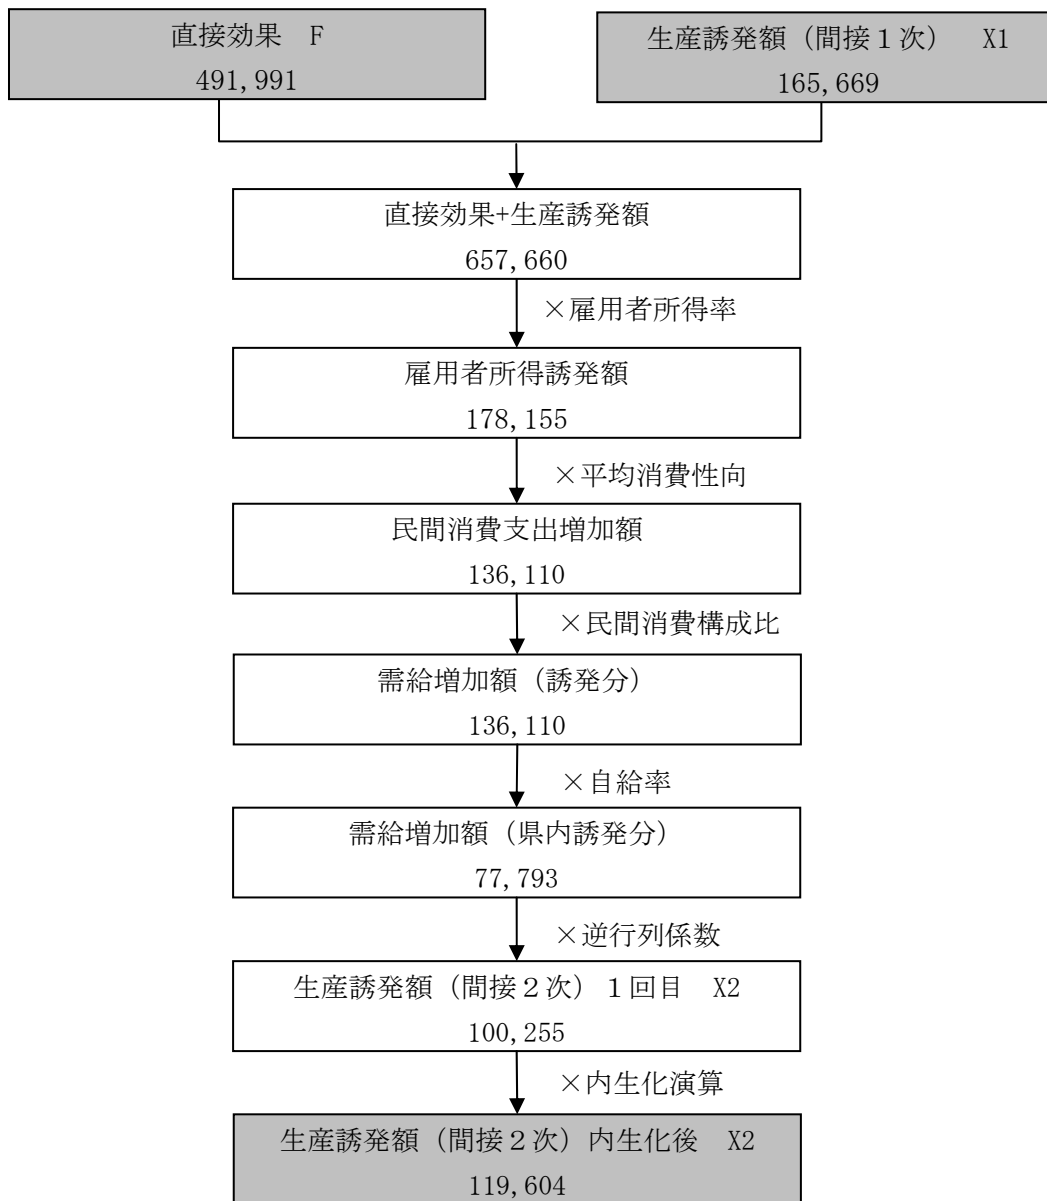 直接効果　F
491,991
生産誘発額（間接１次）　X1
165,669
直接効果+生産誘発額
657,660
×雇用者所得率
雇用者所得誘発額
178,155
×平均消費性向
民間消費支出増加額
136,110
×民間消費構成比
需給増加額（誘発分）
136,110
×自給率
需給増加額（県内誘発分）
77,793
×逆行列係数
生産誘発額（間接２次）１回目　X2
100,255
×内生化演算
生産誘発額（間接２次）内生化後　X2
119,604